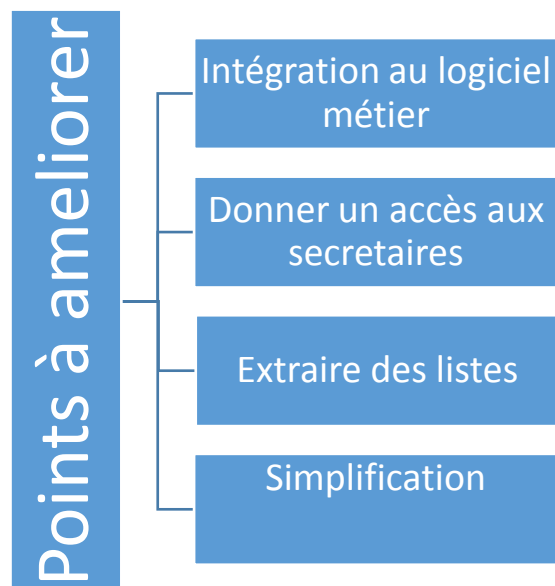 Points à ameliorer
Intégration au logiciel
métier
Donner un accès aux
secretaires
Extraire des listes
Simplification